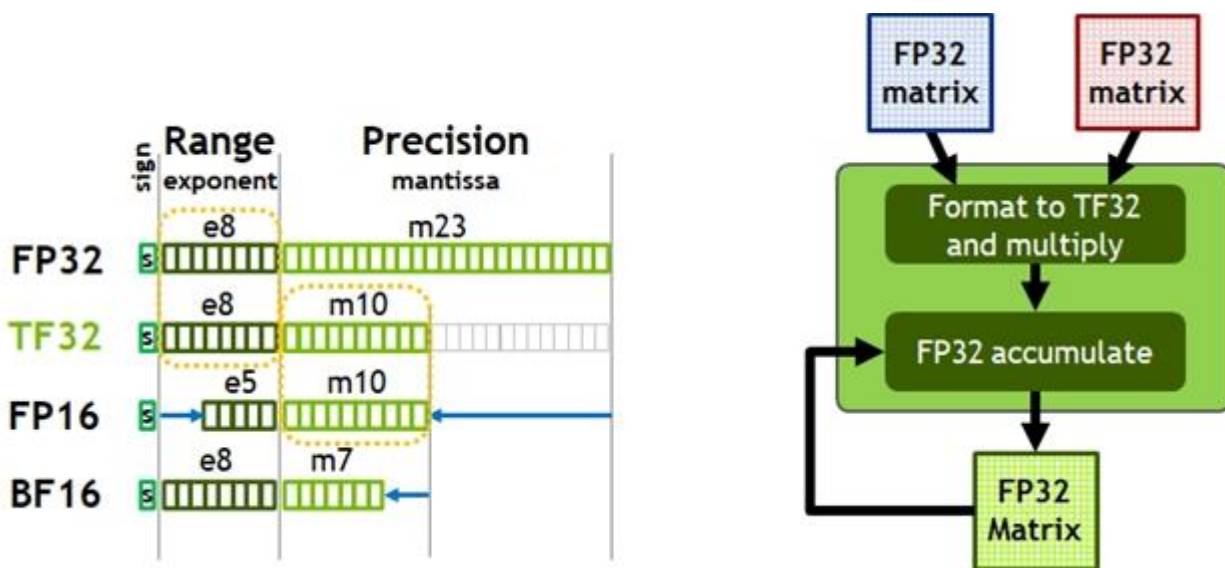 sign
Range
exponent
Precision
mantissa
e8
m23
FP32
s
e8
m10
TF32
s
e5
m10
FP16
s
e8
m7
BF16
s
FP32
matrix
FP32
matrix
Format to TF32
and multiply
FP32 accumulate
FP32
Matrix